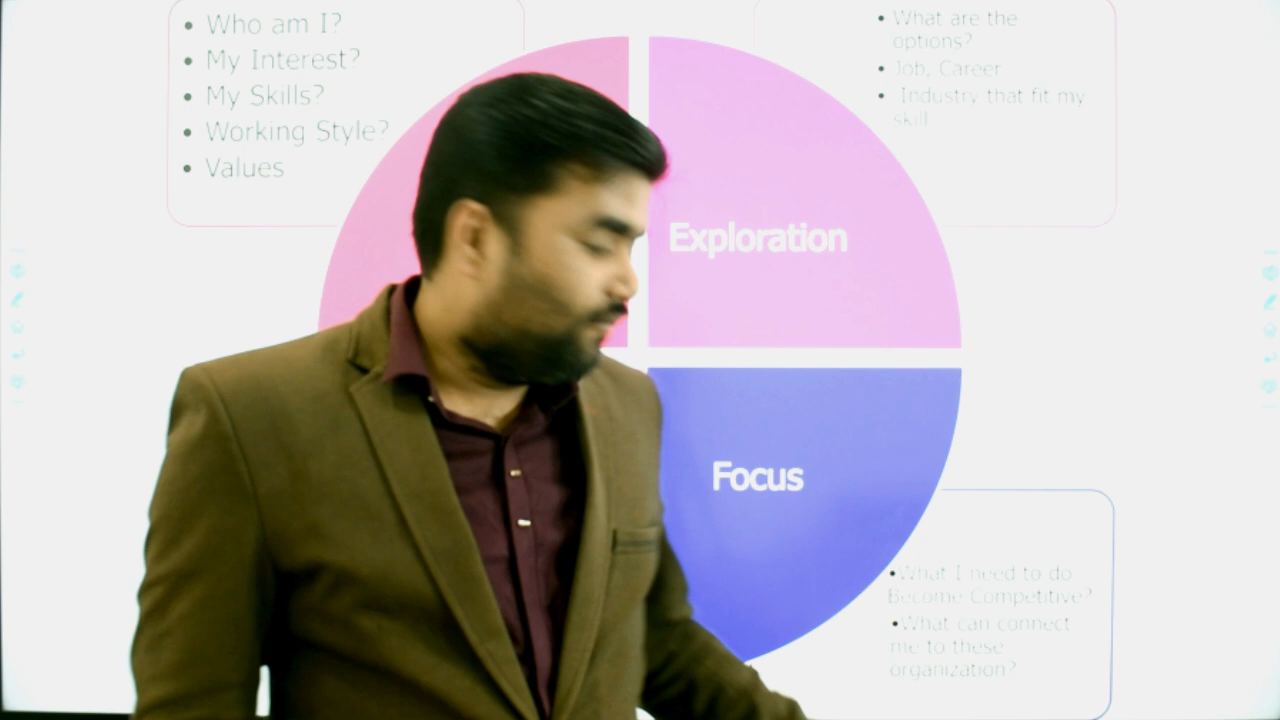 • Who am I?
• My Interest?
• My Skills?
• Working Style?
• Values
• What are the
options?
• Job, Career
• Industry that fit my
skill
Exploration
Focus
•What I need to do
Become Competitive?
•What can connect
me to these
organization?